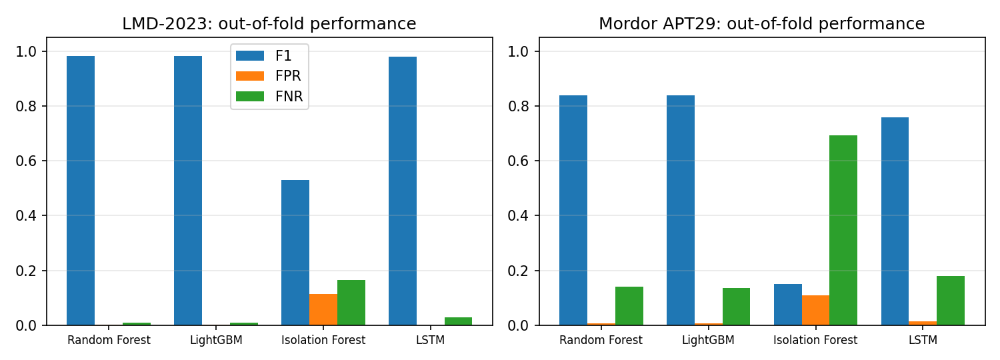 LMD-2023: out-of-fold performance
1.0
0.8
0.6
0.4
0.2
0.0
F1
FPR
FNR
Random Forest
LightGBM
Isolation Forest
LSTM
Mordor APT29: out-of-fold performance
1.0
0.8
0.6
0.4
0.2
0.0
Random Forest
LightGBM
Isolation Forest
LSTM